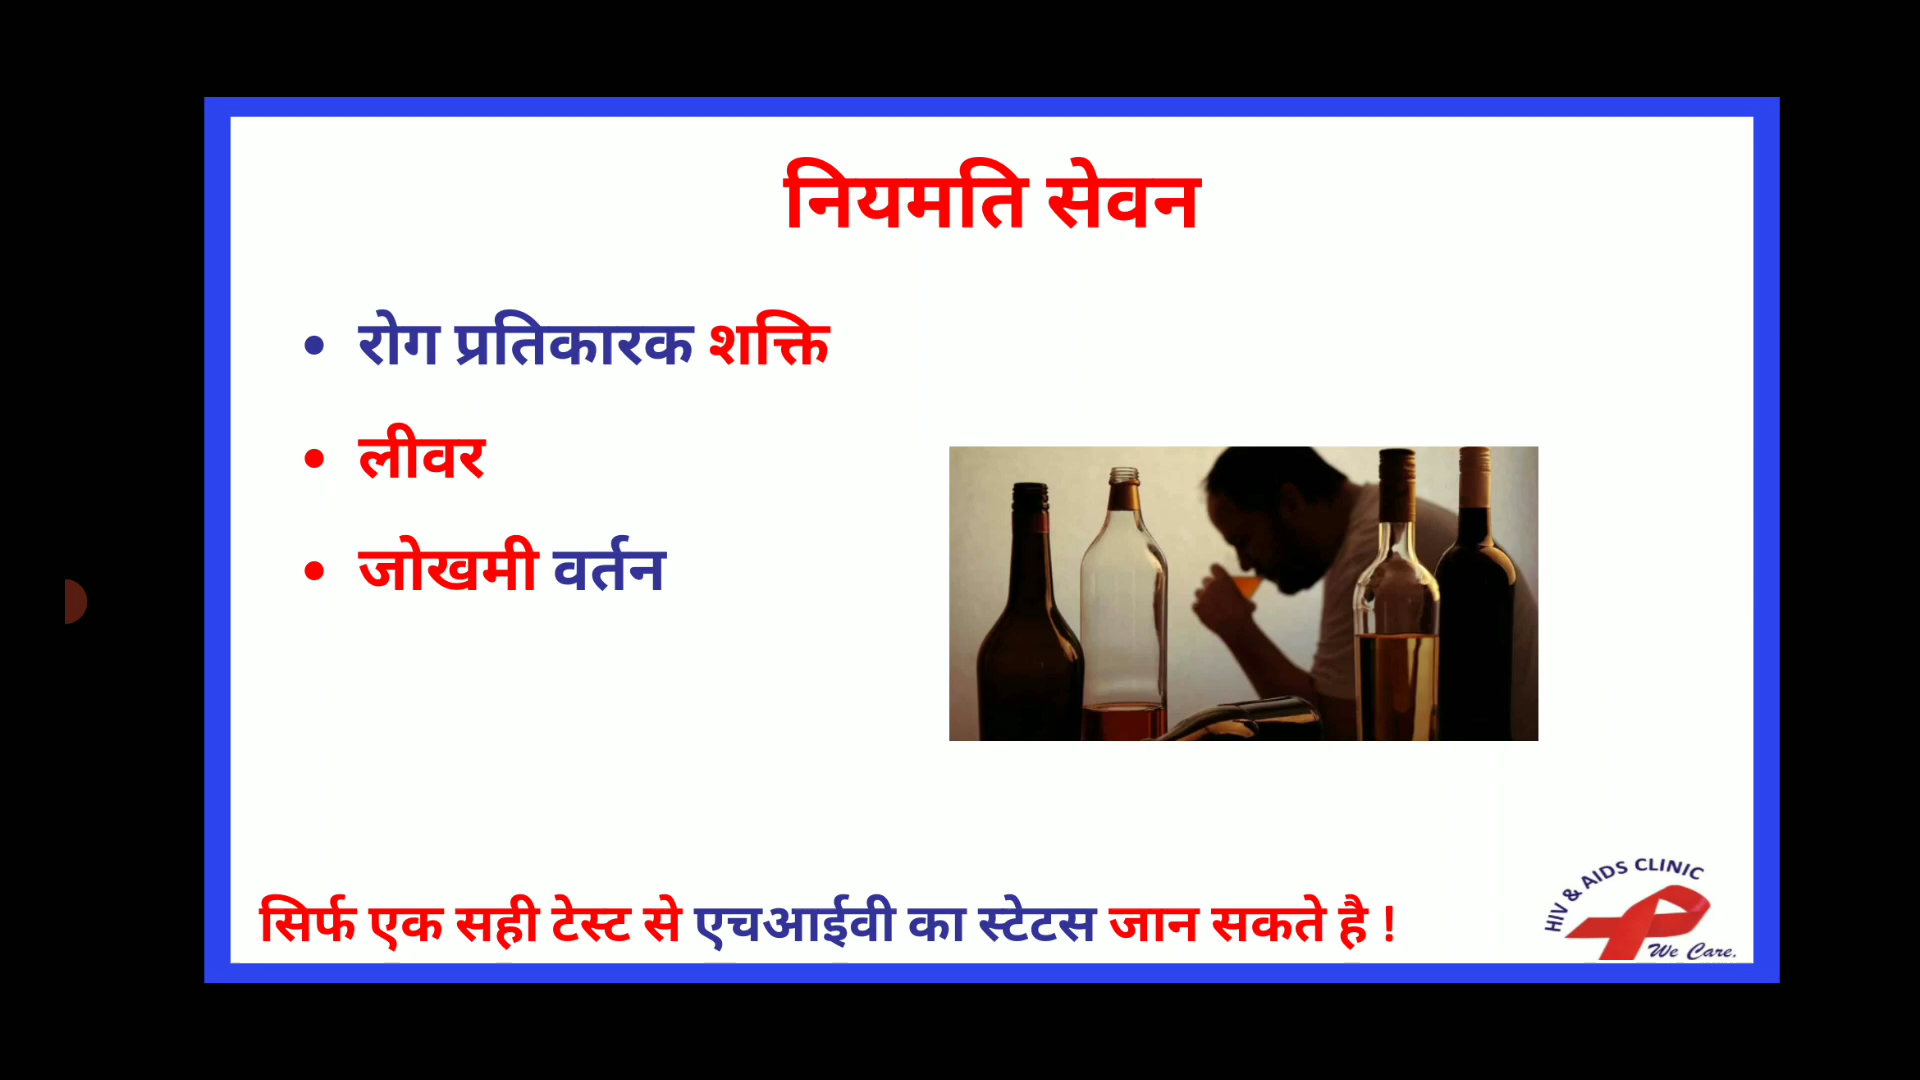 नियमति सेवन
• रोग प्रतिकारक शक्ति
• लीवर
• जोखमी वर्तन
सिर्फ एक सही टेस्ट से एचआईवी का स्टेटस जान सकते है !
HIV & AIDS CLINIC
We Care.